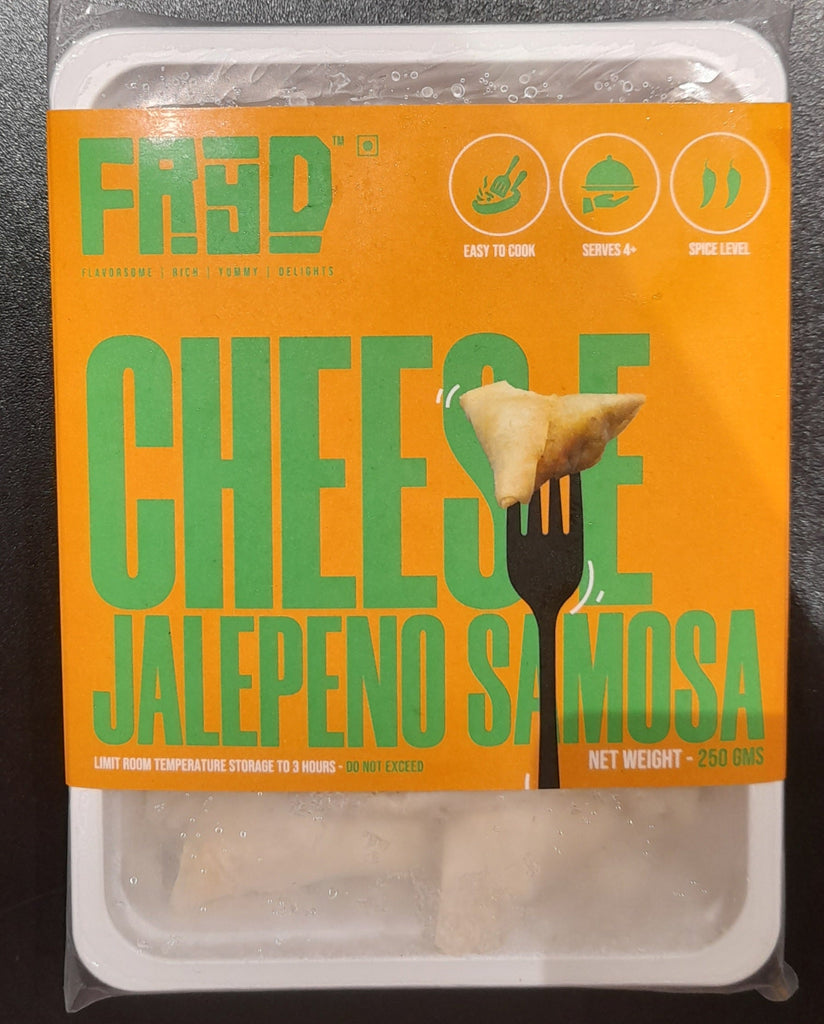 FRYD™
FLAVORSOME | RICH | YUMMY | DELIGHTS
EASY TO COOK
SERVES 4+
SPICE LEVEL
CHEESE
JALEPENO SAMOSA
LIMIT ROOM TEMPERATURE STORAGE TO 3 HOURS - DO NOT EXCEED
NET WEIGHT - 250 GMS